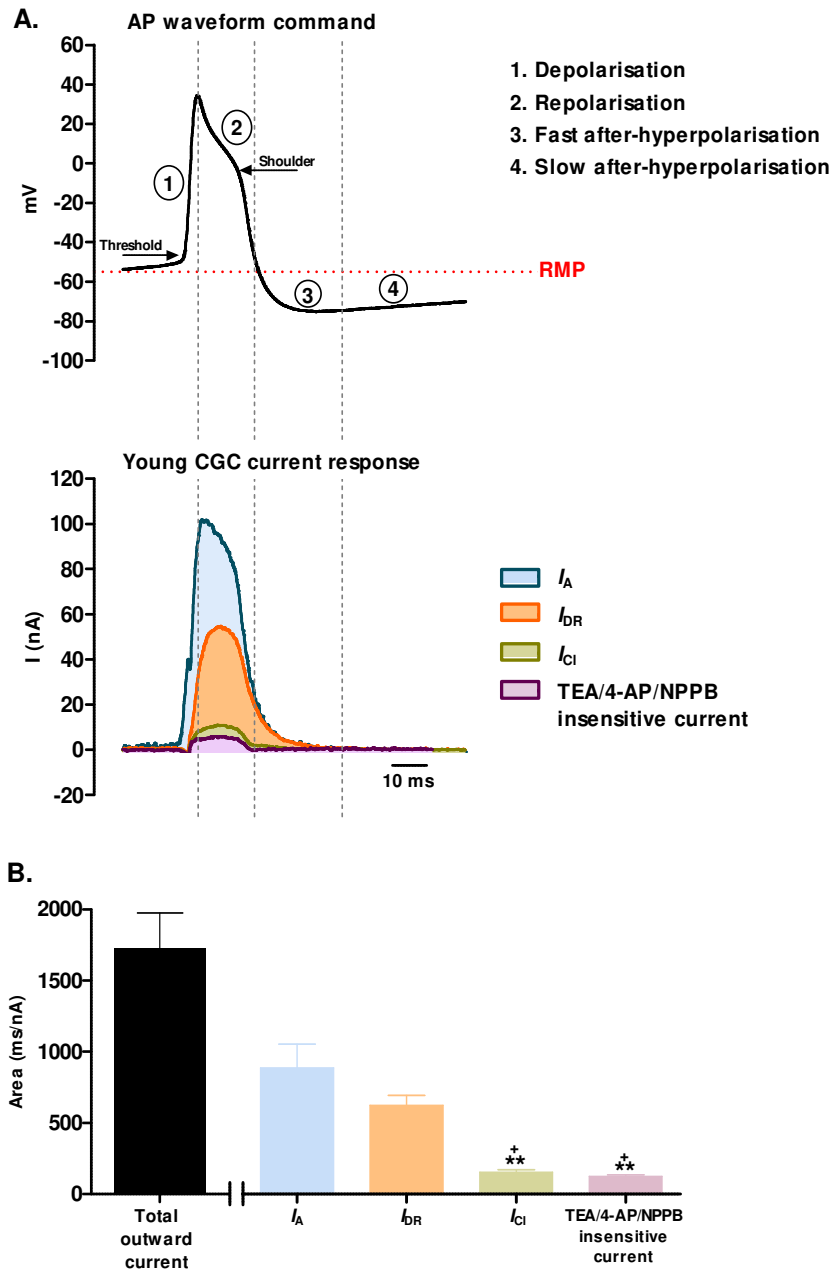 A.
AP waveform command
60
40
20
0
-20
-40
-60
-80
-100
mV
1
2
3
4
Threshold
Shoulder
RMP
1. Depolarisation
2. Repolarisation
3. Fast after-hyperpolarisation
4. Slow after-hyperpolarisation
Young CGC current response
120
100
80
60
40
20
0
-20
I (nA)
10 ms
IA
IDR
ICl
TEA/4-AP/NPPB
insensitive current
B.
2000
1500
1000
500
0
Area (ms/nA)
+
**
+
**
Total
outward
current
IA
IDR
ICl
TEA/4-AP/NPPB
insensitive
current